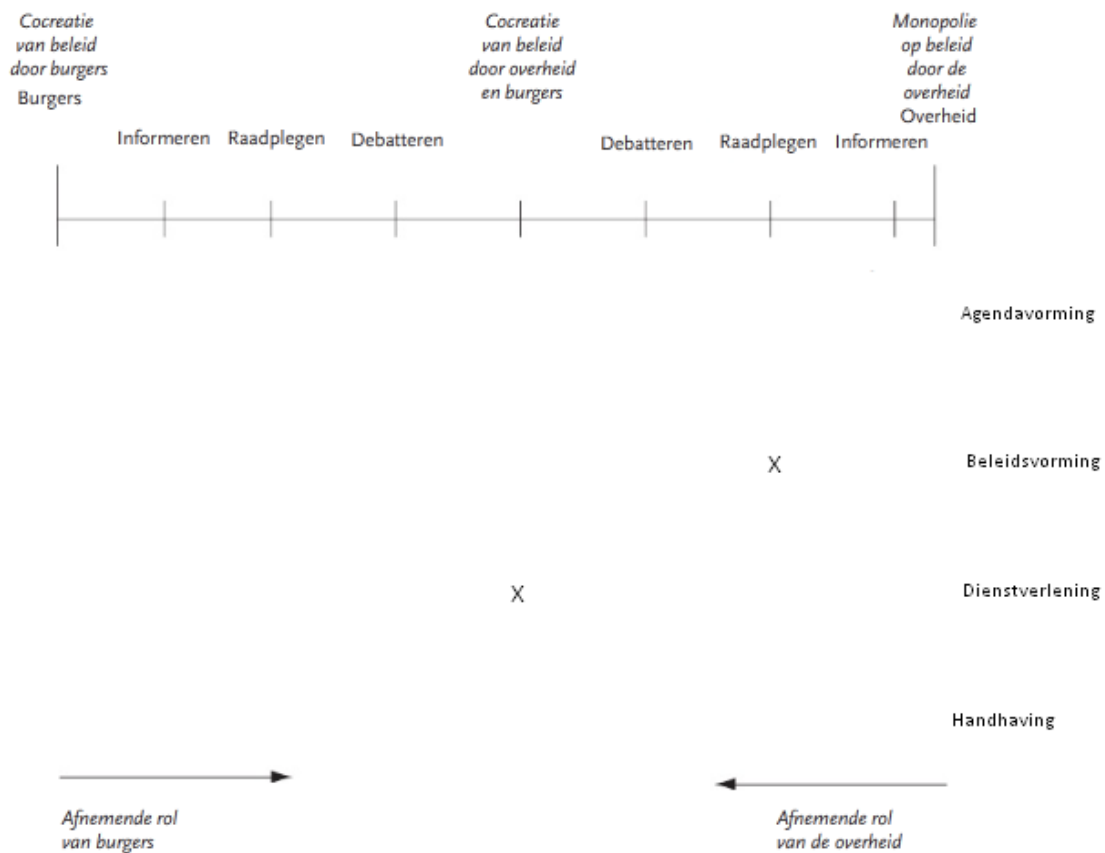 Cocreatie
van beleid
door burgers
Burgers
Cocreatie
van beleid
door overheid
en burgers
Monopolie
op beleid
door de
overheid
Overheid
Informeren
Raadplegen
Debatteren
Debatteren
Raadplegen
Informeren
Agendavorming
X
Beleidsvorming
X
Dienstverlening
Handhaving
Afnemende rol
van burgers
Afnemende rol
van de overheid